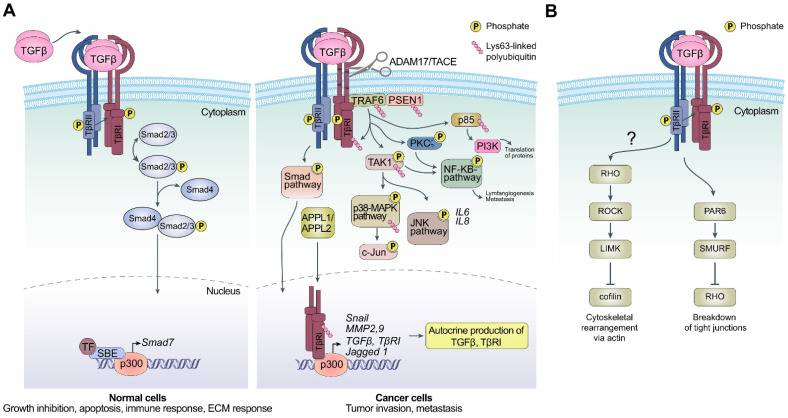 A
TGFβ
TGFβ
P
P
TβRII
TβRI
Cytoplasm
Smad2/3
Smad2/3
P
Smad4
Smad4
Smad2/3
P
Nucleus
TF
SBE
p300
Smad7
Normal cells
Growth inhibition, apoptosis, immune response, ECM response
P
Phosphate
Lys63-linked
polyubiquitin
TGFβ
ADAM17/TACE
TRAF6
PSEN1
TβRII
TβRI
P
P
p85
P
PKCζ
P
PI3K
Translation
of proteins
Cytoplasm
Smad
pathway
P
TAK1
P
NF-KB-
pathway
P
Lymfangiogenesis
Metastasis
APPL1/
APPL2
p38-MAPK
pathway
P
JNK
pathway
P
IL6
IL8
c-Jun
P
Nucleus
TβRI
p300
Snail
MMP2,9
TGFβ, TβRI
Jagged 1
Autocrine production of
TGFβ, TβRI
Cancer cells
Tumor invasion, metastasis
B
P
Phosphate
TGFβ
P
P
TβRII
TβRI
Cytoplasm
?
RHO
ROCK
LIMK
cofilin
Cytoskeletal
rearrangement
via actin
PAR6
SMURF
RHO
Breakdown
of tight junctions